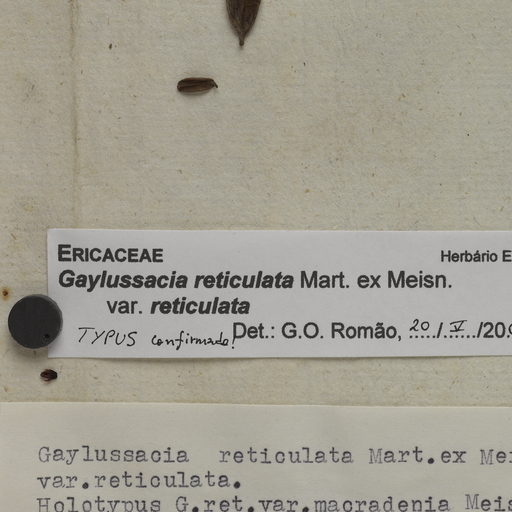 ERICACEAE Herbário E
Gaylussacia reticulata Mart. ex Meisn.
var. reticulata
TYPUS confirmado! Det.: G.O. Romão, 20/V/20
Gaylussacia reticulata Mart.ex Mei
var.reticulata.
Holotypus G.ret.var.macradenia Meis